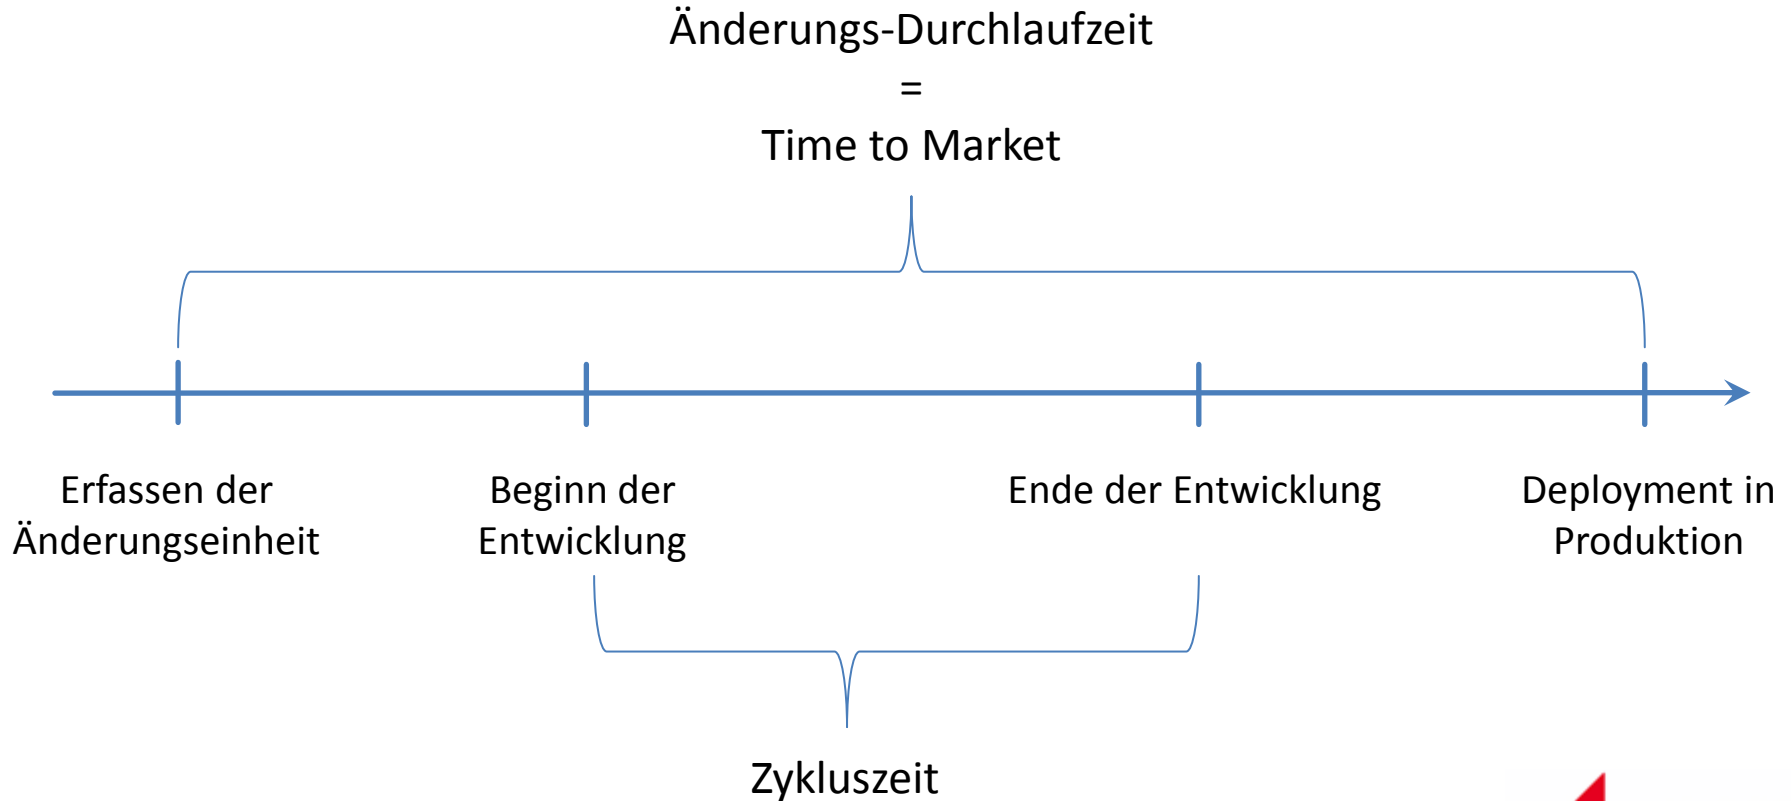 Änderungs-Durchlaufzeit
=
Time to Market
Erfassen der
Änderungseinheit
Beginn der
Entwicklung
Ende der Entwicklung
Deployment in
Produktion
Zykluszeit